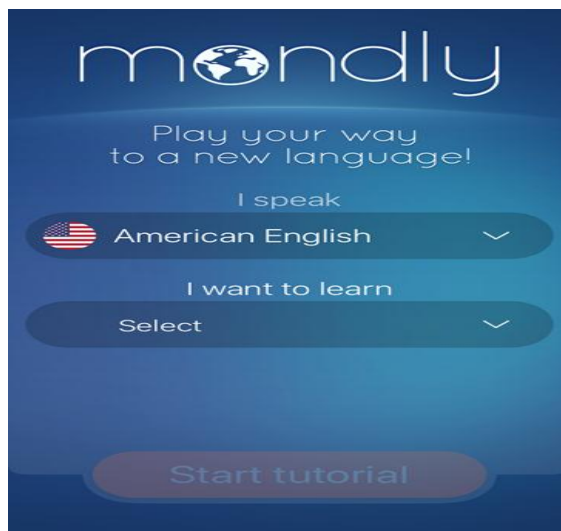 mondly
Play your way
to a new language!
I speak
American English
I want to learn
Select
Start tutorial